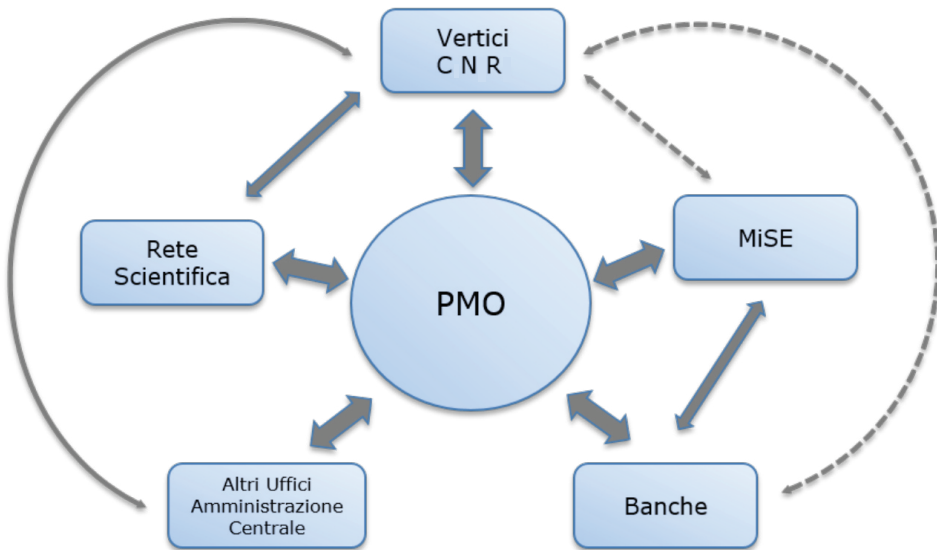 Vertici
C N R
Rete
Scientifica
MiSE
PMO
Altri Uffici
Amministrazione
Centrale
Banche